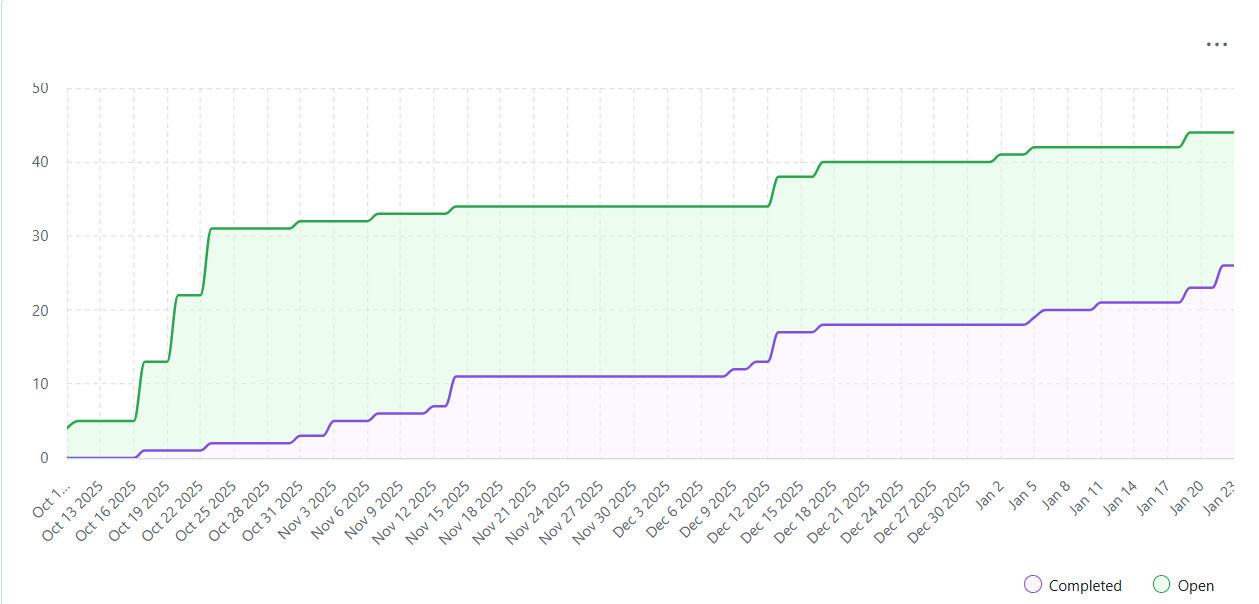 50
40
30
20
10
0
Oct 1...
Oct 13 2025
Oct 16 2025
Oct 19 2025
Oct 22 2025
Oct 25 2025
Oct 28 2025
Oct 31 2025
Nov 3 2025
Nov 6 2025
Nov 9 2025
Nov 12 2025
Nov 15 2025
Nov 18 2025
Nov 21 2025
Nov 24 2025
Nov 27 2025
Nov 30 2025
Dec 3 2025
Dec 6 2025
Dec 9 2025
Dec 12 2025
Dec 15 2025
Dec 18 2025
Dec 21 2025
Dec 24 2025
Dec 27 2025
Dec 30 2025
Jan 2
Jan 5
Jan 8
Jan 11
Jan 14
Jan 17
Jan 20
Jan 23
Completed Open